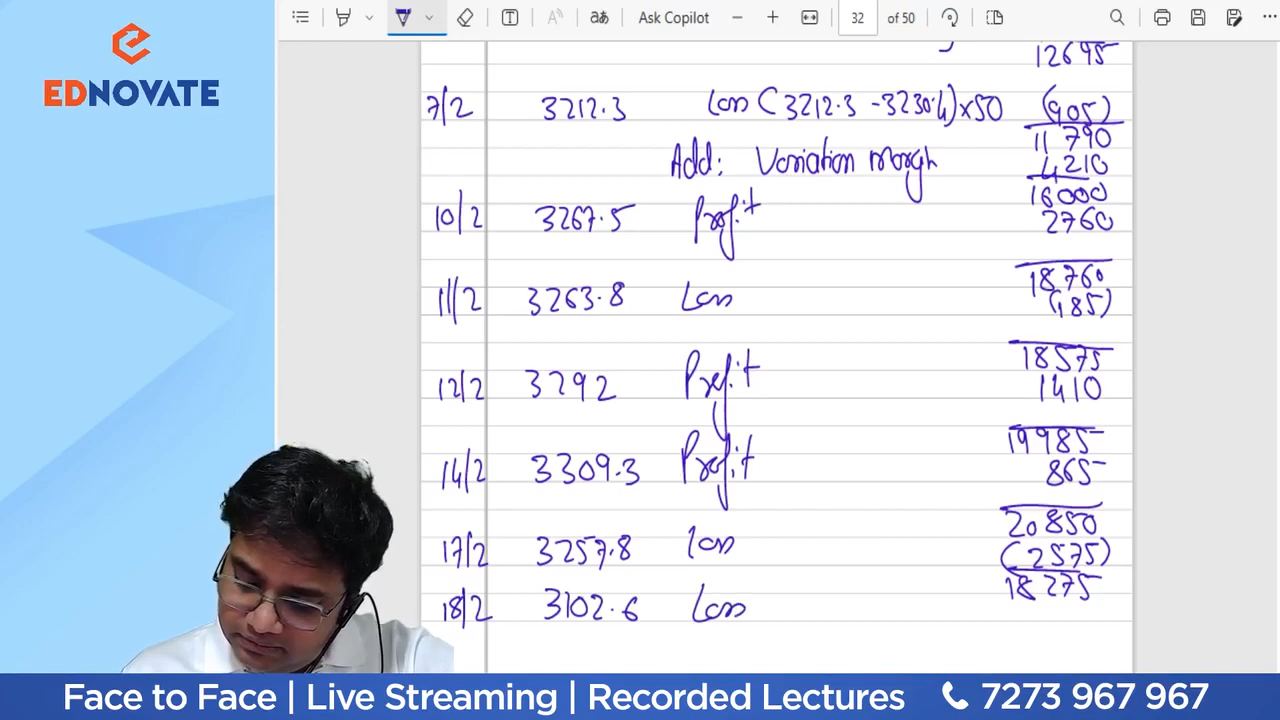 Ask Copilot 32 of 50
EDNOVATE
12695
7/2 3212.3 Loss (3212.3 - 3230.4) × 50 (905)
11 790
Add: Variation margin 4210
16000
10/2 3267.5 Profit 2760
18760
11/2 3263.8 Loss (185)
18575
12/2 3292 Profit 1410
19985
14/2 3309.3 Profit 865
20850
17/2 3257.8 Loss (2575)
18275
18/2 3102.6 Loss
Face to Face | Live Streaming | Recorded Lectures 7273 967 967